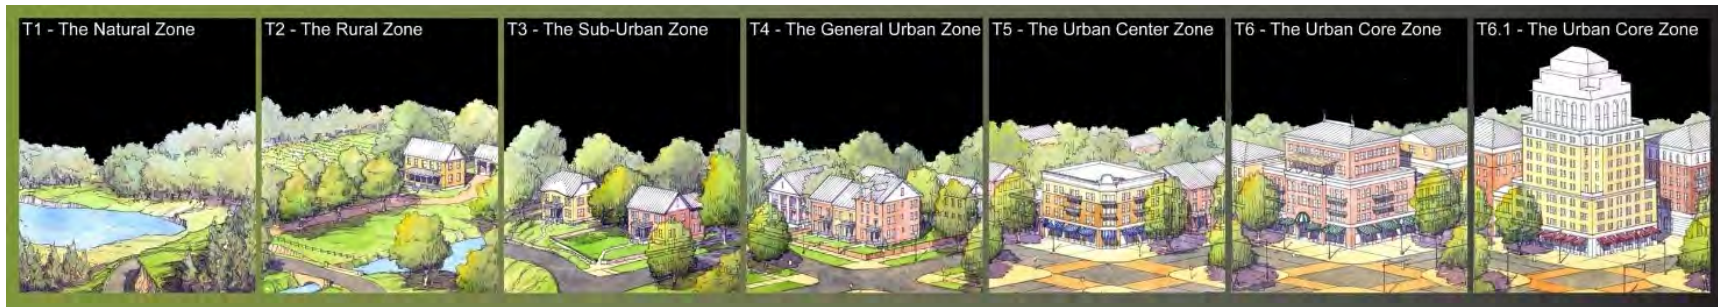 T1 - The Natural Zone
T2 - The Rural Zone
T3 - The Sub-Urban Zone
T4 - The General Urban Zone
T5 - The Urban Center Zone
T6 - The Urban Core Zone
T6.1 - The Urban Core Zone